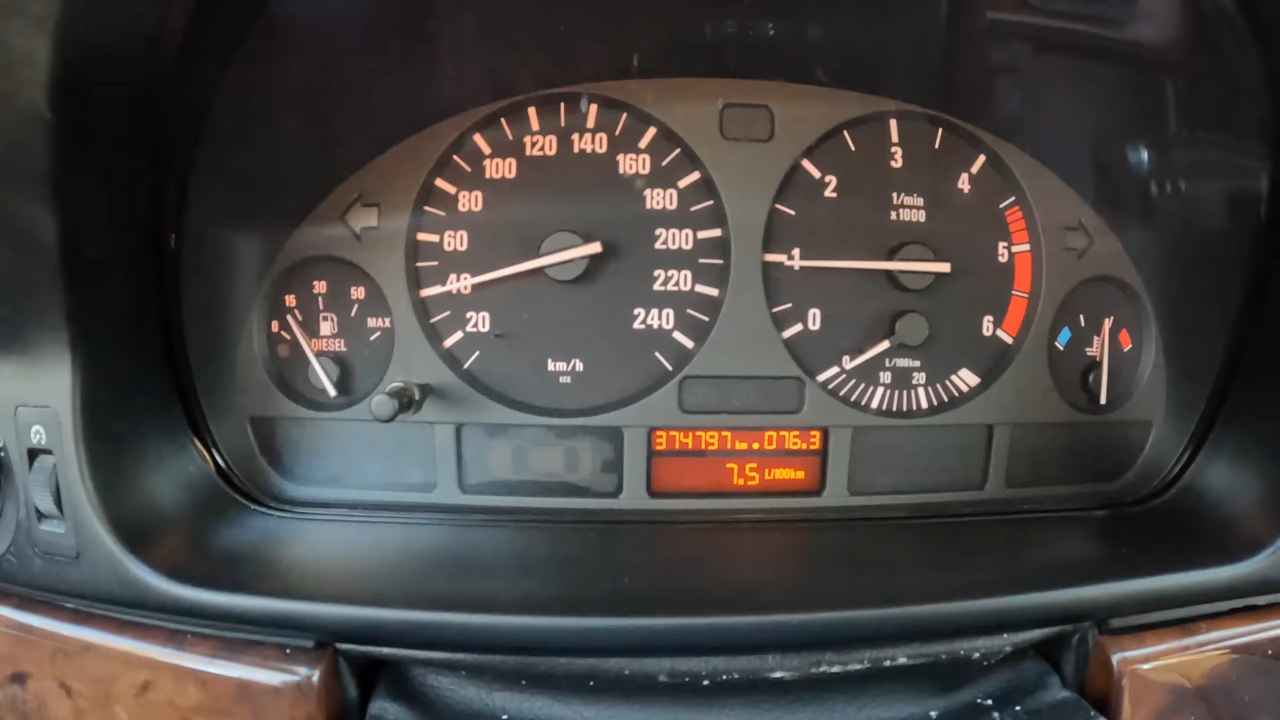 120 140
100 160
80 180
60 200
40 220
20 240
km/h
ECE
3
2 4
1/min
x1000
1 5
0 6
0 L/100km
10 20
30
15 50
0 MAX
DIESEL
374797km 076.3
7.5 L/100km